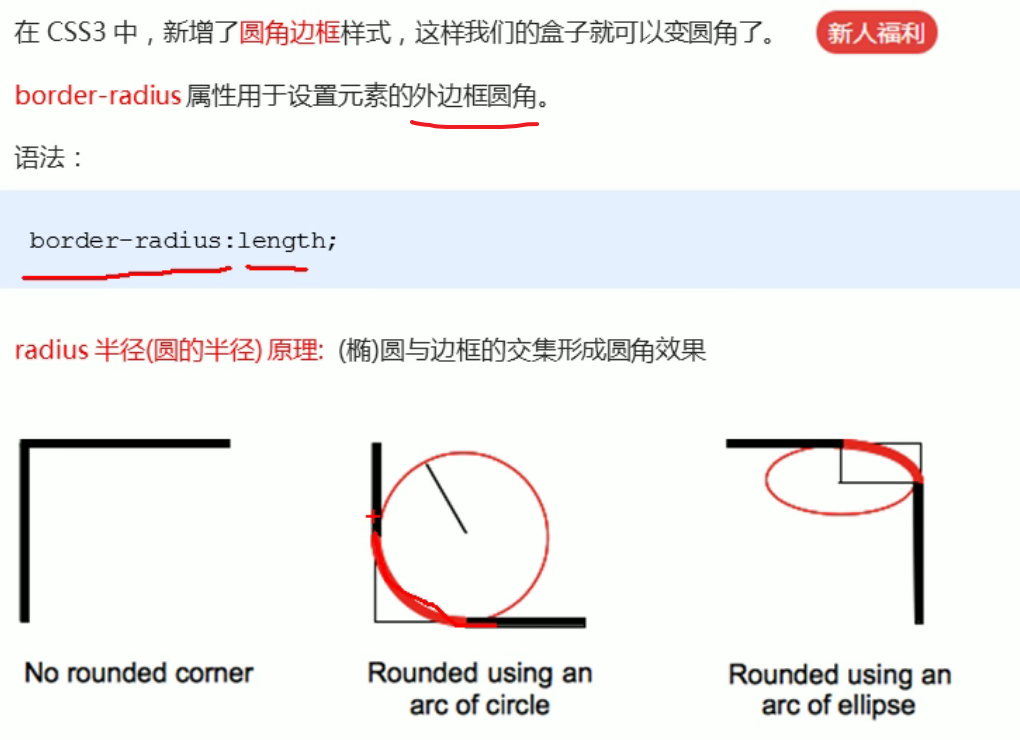 在 CSS3 中，新增了圆角边框样式，这样我们的盒子就可以变圆角了。 新人福利
border-radius 属性用于设置元素的外边框圆角。
语法：
border-radius:length;
radius 半径(圆的半径) 原理: (椭)圆与边框的交集形成圆角效果
No rounded corner
Rounded using an
arc of circle
Rounded using an
arc of ellipse